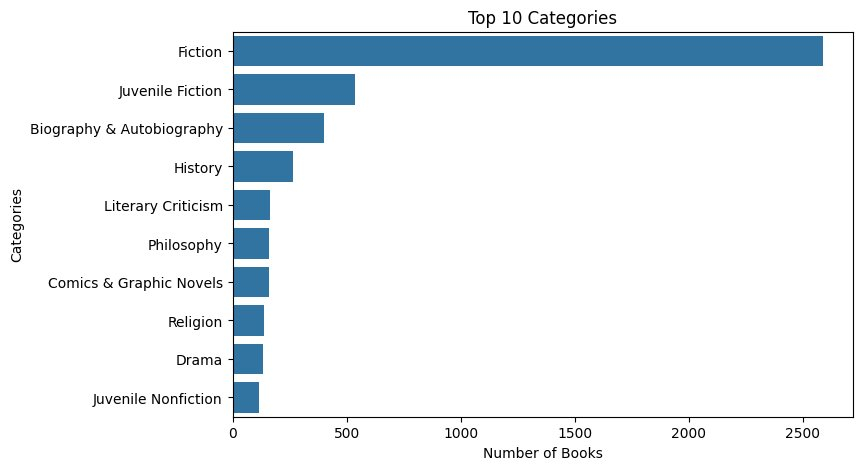 Top 10 Categories
Categories
Fiction
Juvenile Fiction
Biography & Autobiography
History
Literary Criticism
Philosophy
Comics & Graphic Novels
Religion
Drama
Juvenile Nonfiction
0 500 1000 1500 2000 2500
Number of Books